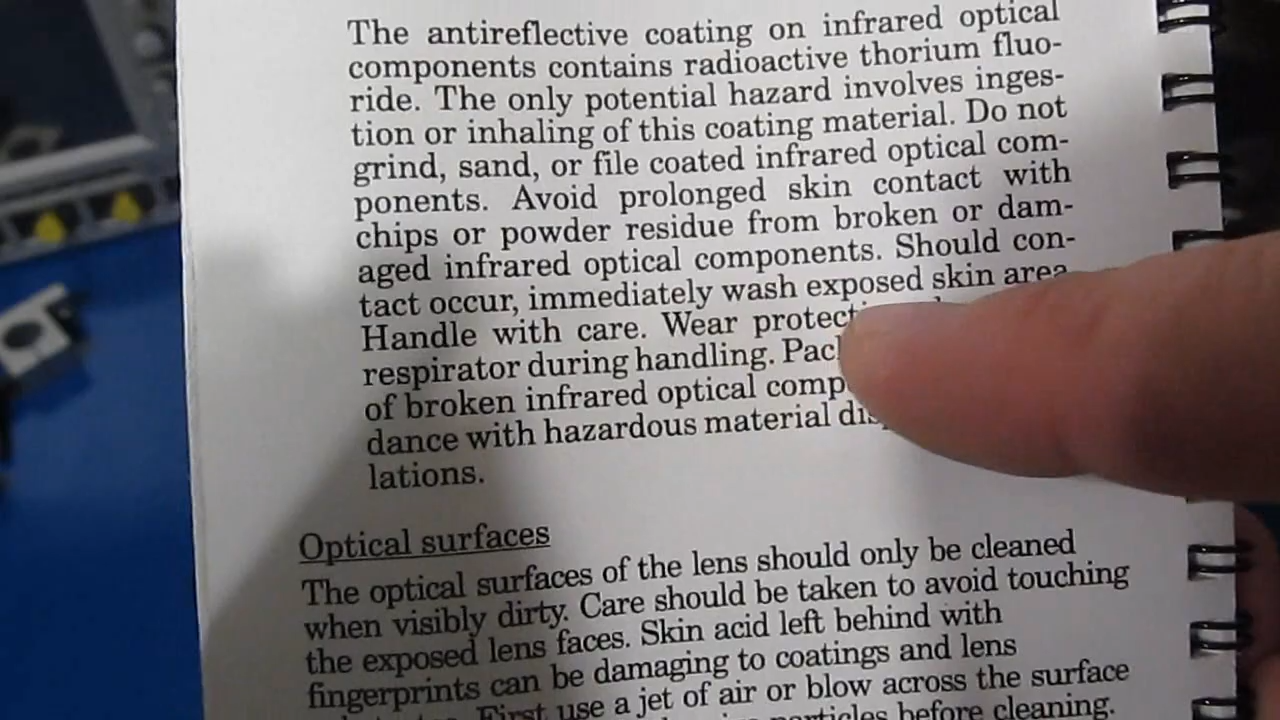 The antireflective coating on infrared optical
components contains radioactive thorium fluo-
ride. The only potential hazard involves inges-
tion or inhaling of this coating material. Do not
grind, sand, or file coated infrared optical com-
ponents. Avoid prolonged skin contact with
chips or powder residue from broken or dam-
aged infrared optical components. Should con-
tact occur, immediately wash exposed skin area
Handle with care. Wear
respirator during handling.
of broken infrared optical
dance with hazardous material
lations.
Optical surfaces
The optical surfaces of the lens should only be cleaned
when visibly dirty. Care should be taken to avoid touching
the exposed lens faces. Skin acid left behind with
fingerprints can be damaging to coatings and lens
First use a jet of air or blow across the surface
particles before cleaning.